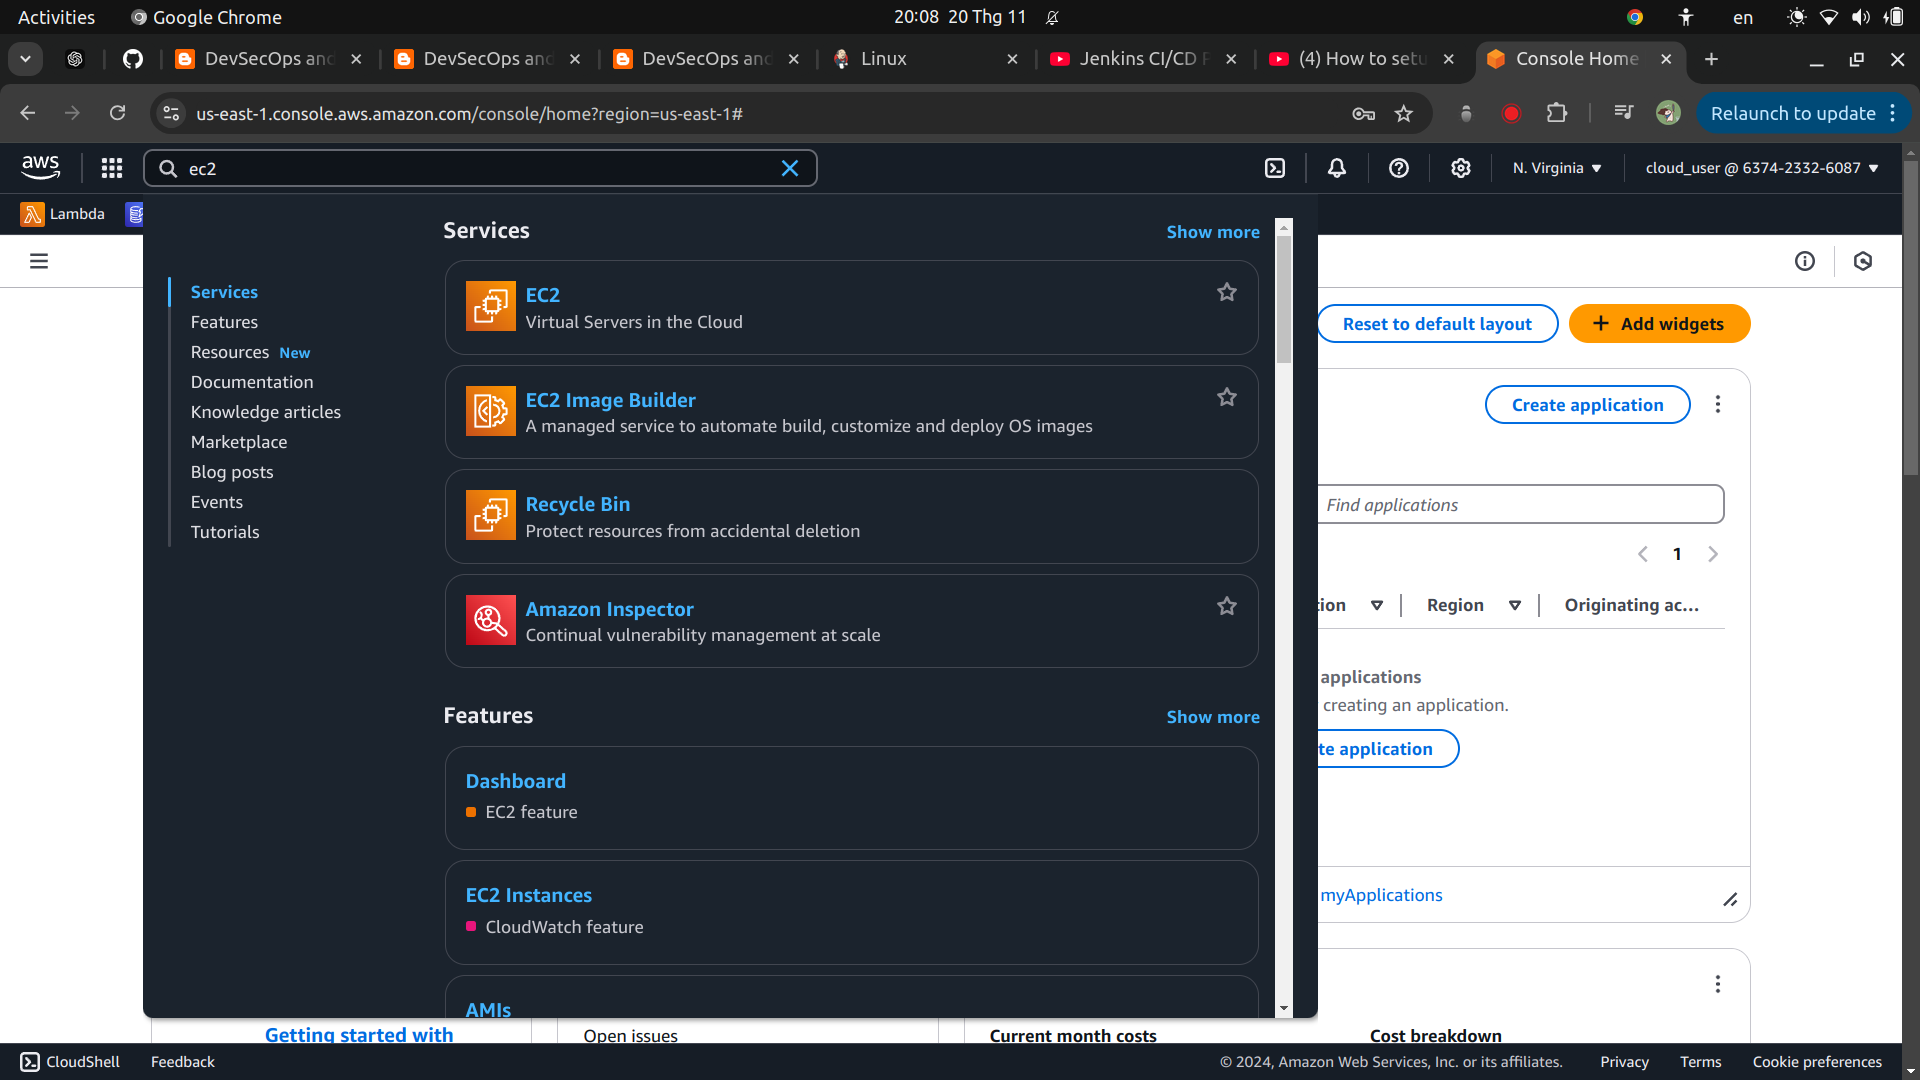 Activities
Google Chrome
20:08 20 Thg 11
en
DevSecOps and
DevSecOps and
DevSecOps and
Linux
Jenkins CI/CD P
(4) How to setu
Console Home
us-east-1.console.aws.amazon.com/console/home?region=us-east-1#
Relaunch to update
aws
ec2
N. Virginia
cloud_user @ 6374-2332-6087
Lambda
Services
Features
Resources New
Documentation
Knowledge articles
Marketplace
Blog posts
Events
Tutorials
Services
Show more
EC2
Virtual Servers in the Cloud
EC2 Image Builder
A managed service to automate build, customize and deploy OS images
Recycle Bin
Protect resources from accidental deletion
Amazon Inspector
Continual vulnerability management at scale
Features
Show more
Dashboard
EC2 feature
EC2 Instances
CloudWatch feature
AMIs
Reset to default layout
Add widgets
Create application
Find applications
1
tion
Region
Originating ac...
applications
creating an application.
te application
myApplications
Getting started with
Open issues
Current month costs
Cost breakdown
CloudShell
Feedback
© 2024, Amazon Web Services, Inc. or its affiliates.
Privacy
Terms
Cookie preferences